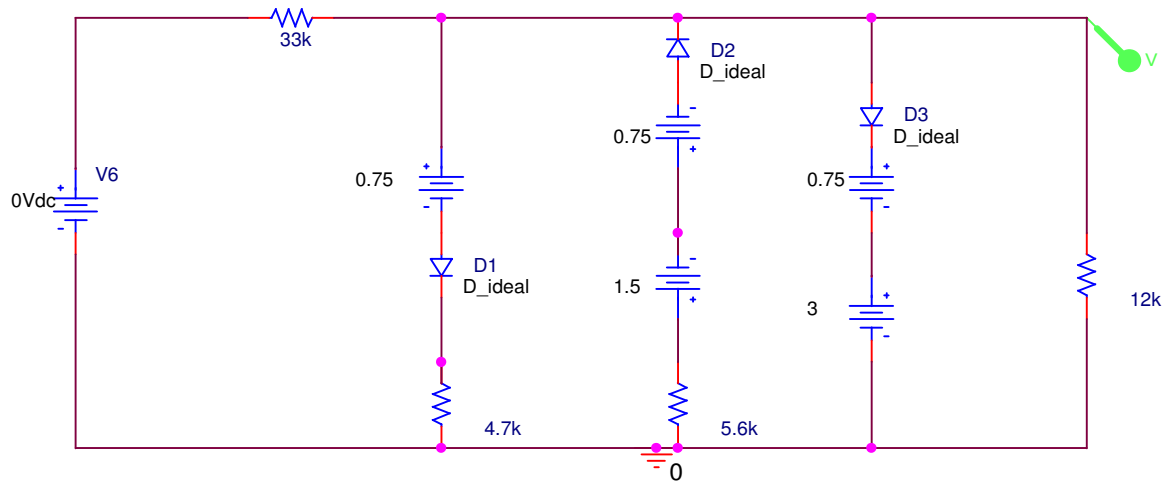 33k
D2
D_ideal
V
D3
D_ideal
+
-
0.75
+
V6
0Vdc
+
-
0.75
+
-
0.75
+
-
D1
D_ideal
1.5
-
+
3
+
-
12k
4.7k
5.6k
0